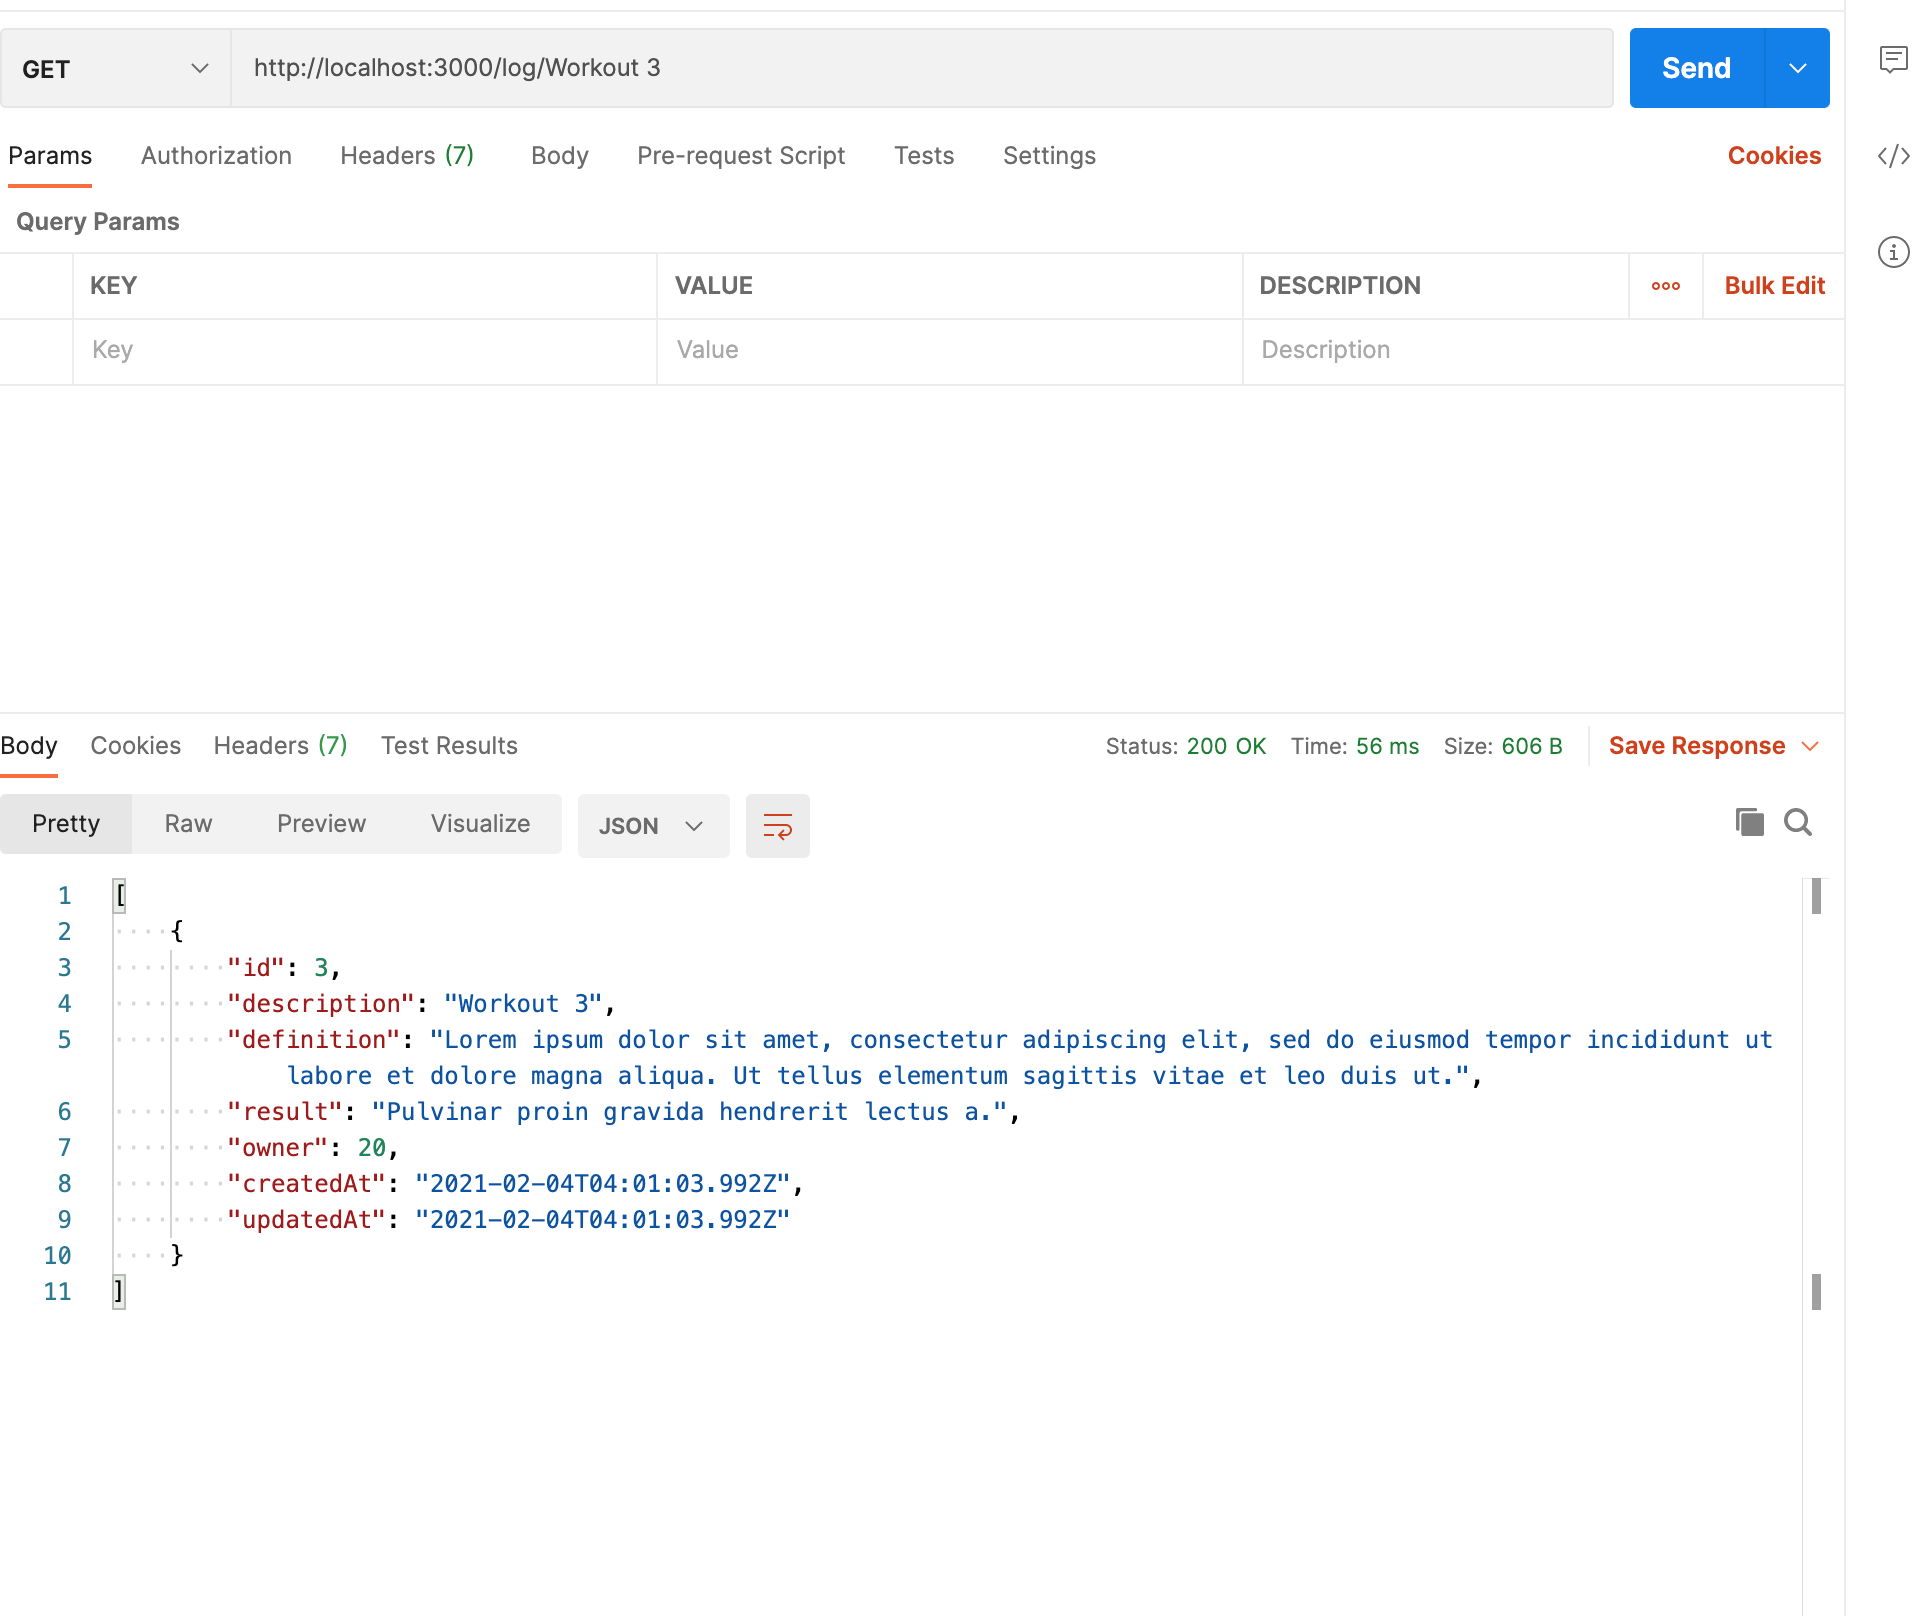 GET http://localhost:3000/log/Workout 3 Send
Params Authorization Headers (7) Body Pre-request Script Tests Settings Cookies
Query Params
KEY VALUE DESCRIPTION Bulk Edit
Key Value Description
Body Cookies Headers (7) Test Results Status: 200 OK Time: 56 ms Size: 606 B Save Response
Pretty Raw Preview Visualize JSON
1 [
2 {
3 "id": 3,
4 "description": "Workout 3",
5 "definition": "Lorem ipsum dolor sit amet, consectetur adipiscing elit, sed do eiusmod tempor incididunt ut
labore et dolore magna aliqua. Ut tellus elementum sagittis vitae et leo duis ut.",
6 "result": "Pulvinar proin gravida hendrerit lectus a.",
7 "owner": 20,
8 "createdAt": "2021-02-04T04:01:03.992Z",
9 "updatedAt": "2021-02-04T04:01:03.992Z"
10 }
11 ]